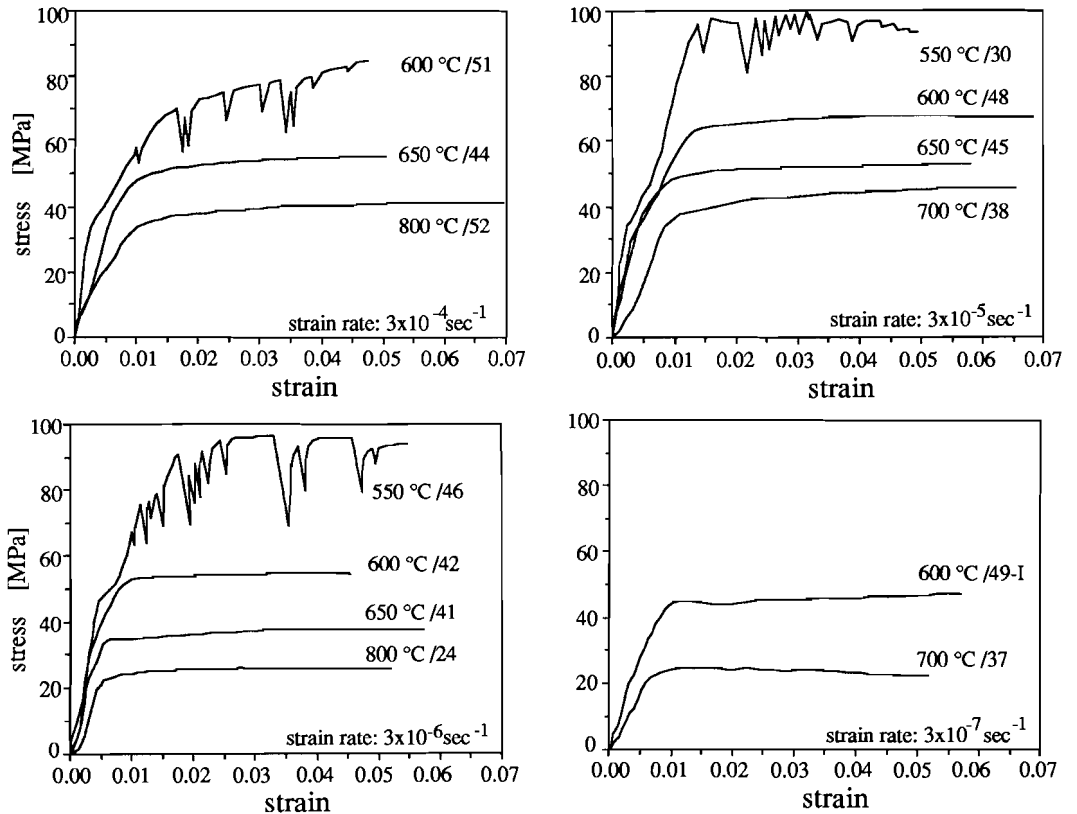 100
80
60
40
20
0
stress [MPa]
600 °C /51
650 °C /44
800 °C /52
strain rate: 3x10⁻⁴sec⁻¹
0.00 0.01 0.02 0.03 0.04 0.05 0.06 0.07
strain
100
80
60
40
20
0
550 °C /30
600 °C /48
650 °C /45
700 °C /38
strain rate: 3x10⁻⁵sec⁻¹
0.00 0.01 0.02 0.03 0.04 0.05 0.06 0.07
strain
100
80
60
40
20
0
stress [MPa]
550 °C /46
600 °C /42
650 °C /41
800 °C /24
strain rate: 3x10⁻⁶sec⁻¹
0.00 0.01 0.02 0.03 0.04 0.05 0.06 0.07
strain
100
80
60
40
20
0
600 °C /49-I
700 °C /37
strain rate: 3x10⁻⁷sec⁻¹
0.00 0.01 0.02 0.03 0.04 0.05 0.06 0.07
strain